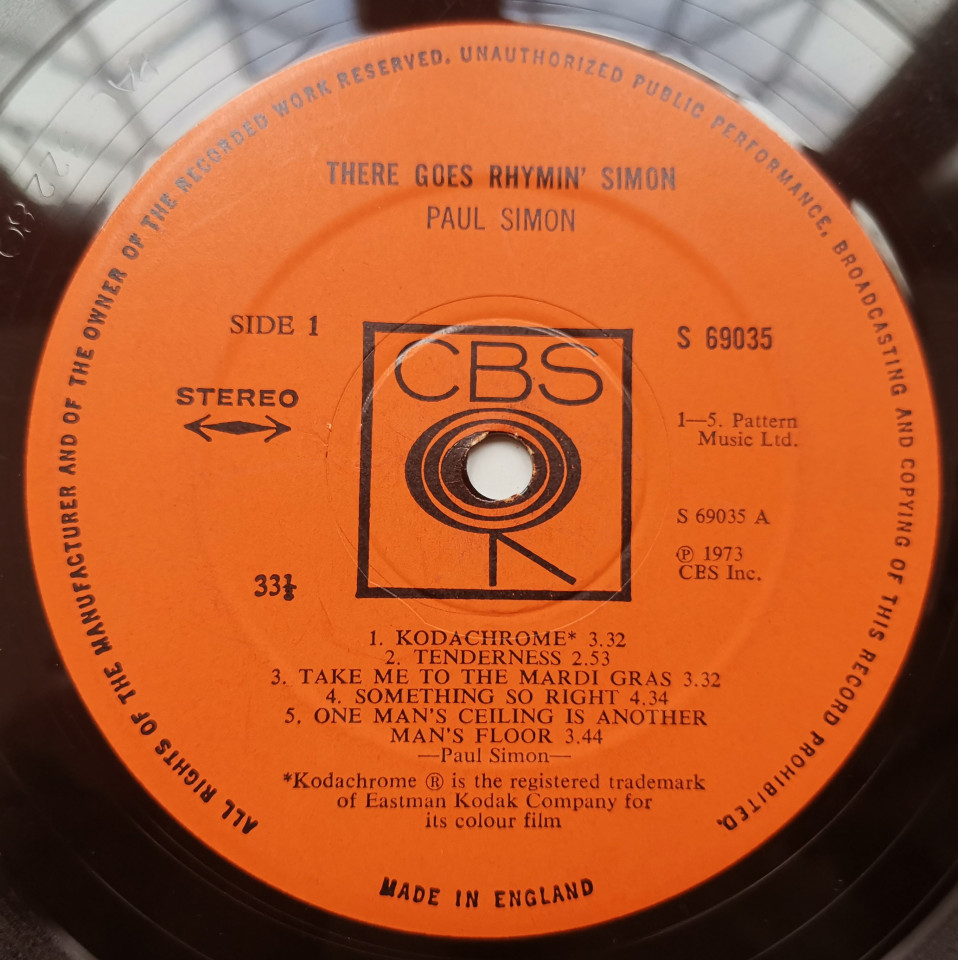 ALL RIGHTS OF THE MANUFACTURER AND OF THE OWNER OF THE RECORDED WORK RESERVED. UNAUTHORIZED PUBLIC PERFORMANCE, BROADCASTING AND COPYING OF THIS RECORD PROHIBITED.
THERE GOES RHYMIN' SIMON
PAUL SIMON
SIDE 1
S 69035
CBS
STEREO
1—5. Pattern
Music Ltd.
S 69035 A
℗ 1973
CBS Inc.
33⅓
1. KODACHROME* 3.32
2. TENDERNESS 2.53
3. TAKE ME TO THE MARDI GRAS 3.32
4. SOMETHING SO RIGHT 4.34
5. ONE MAN'S CEILING IS ANOTHER
MAN'S FLOOR 3.44
—Paul Simon—
*Kodachrome ® is the registered trademark
of Eastman Kodak Company for
its colour film
MADE IN ENGLAND